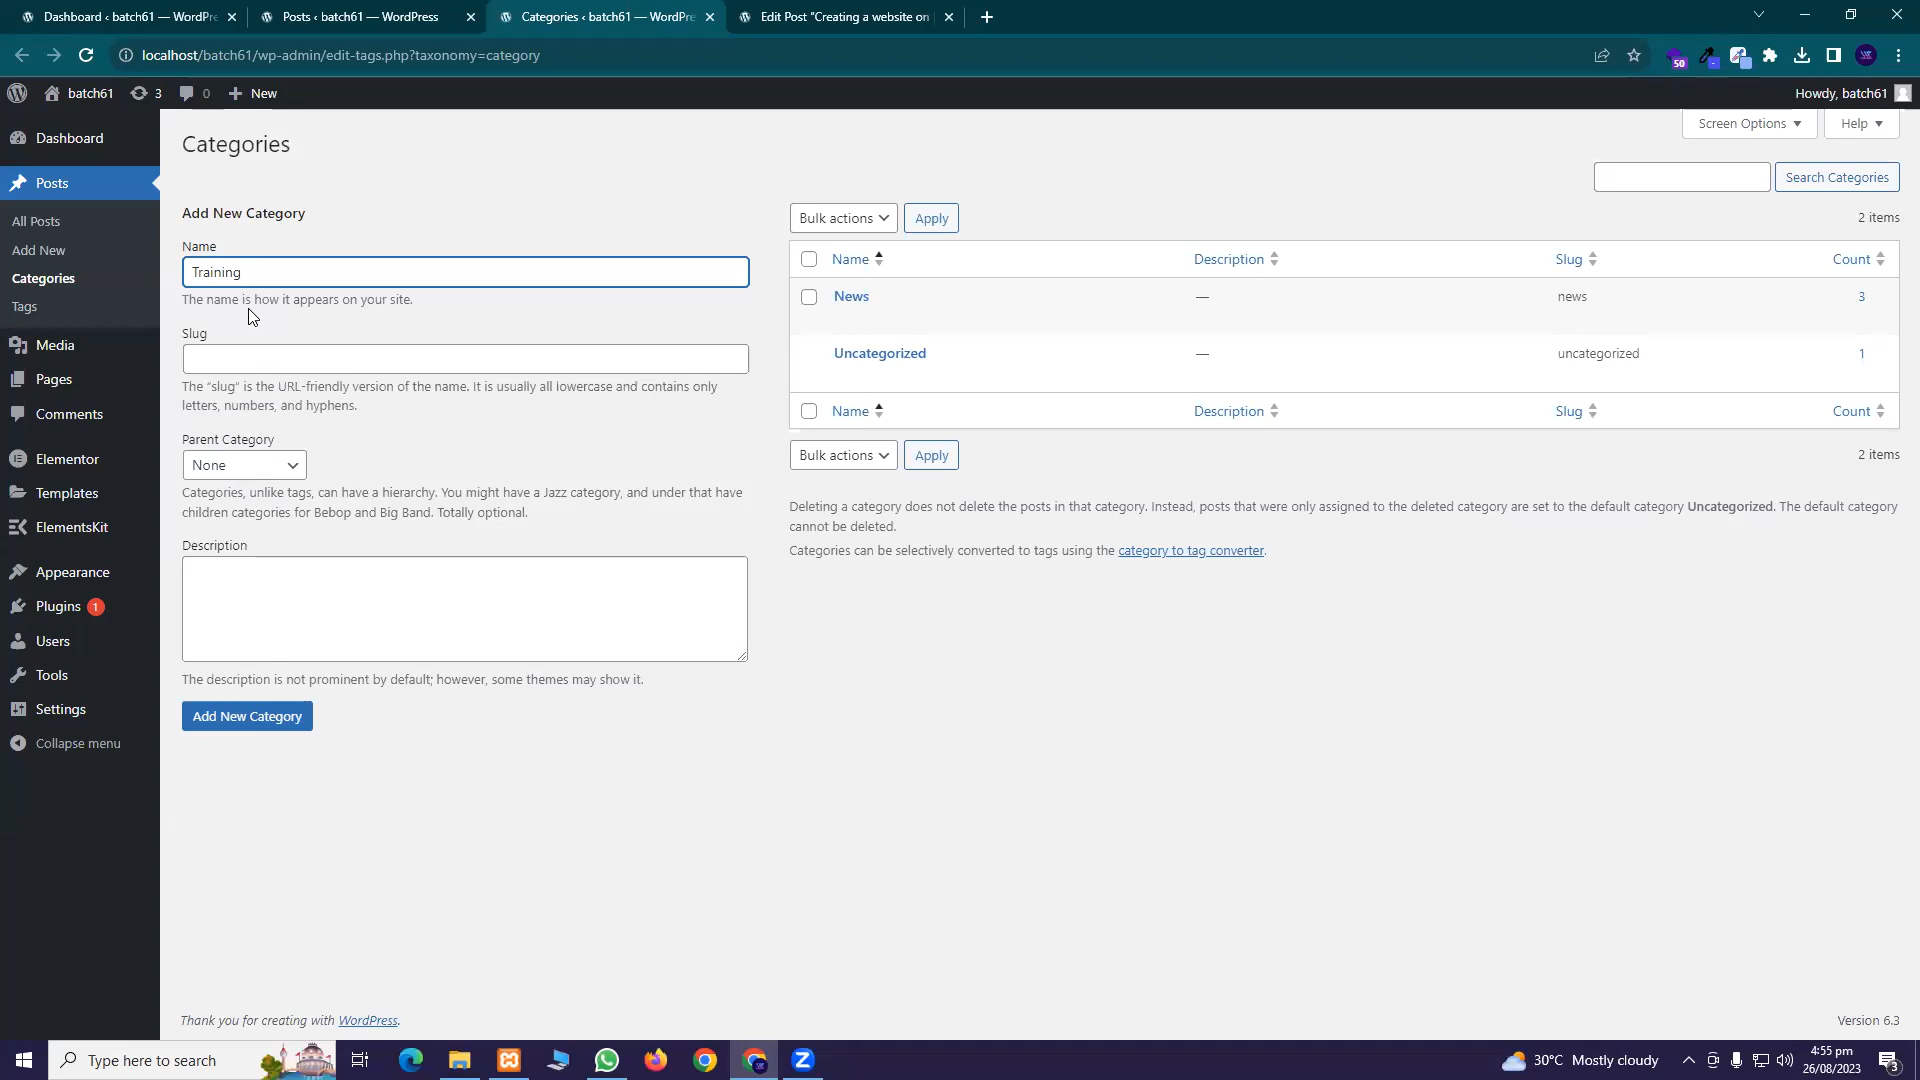 Dashboard ‹ batch61 — WordPre
Posts ‹ batch61 — WordPress
Categories ‹ batch61 — WordPre
Edit Post “Creating a website on
localhost/batch61/wp-admin/edit-tags.php?taxonomy=category
50
batch61
3
0
New
Howdy, batch61
Dashboard
Posts
All Posts
Add New
Categories
Tags
Media
Pages
Comments
Elementor
Templates
ElementsKit
Appearance
Plugins 1
Users
Tools
Settings
Collapse menu
Screen Options
Help
Categories
Search Categories
Add New Category
Name
Training
The name is how it appears on your site.
Slug
The “slug” is the URL-friendly version of the name. It is usually all lowercase and contains only
letters, numbers, and hyphens.
Parent Category
None
Categories, unlike tags, can have a hierarchy. You might have a Jazz category, and under that have
children categories for Bebop and Big Band. Totally optional.
Description
The description is not prominent by default; however, some themes may show it.
Add New Category
Bulk actions
Apply
2 items
Name Description Slug Count
News — news 3
Uncategorized — uncategorized 1
Name Description Slug Count
Bulk actions
Apply
2 items
Deleting a category does not delete the posts in that category. Instead, posts that were only assigned to the deleted category are set to the default category Uncategorized. The default category
cannot be deleted.
Categories can be selectively converted to tags using the category to tag converter.
Thank you for creating with WordPress.
Version 6.3
Type here to search
30°C Mostly cloudy
4:55 pm
26/08/2023
3